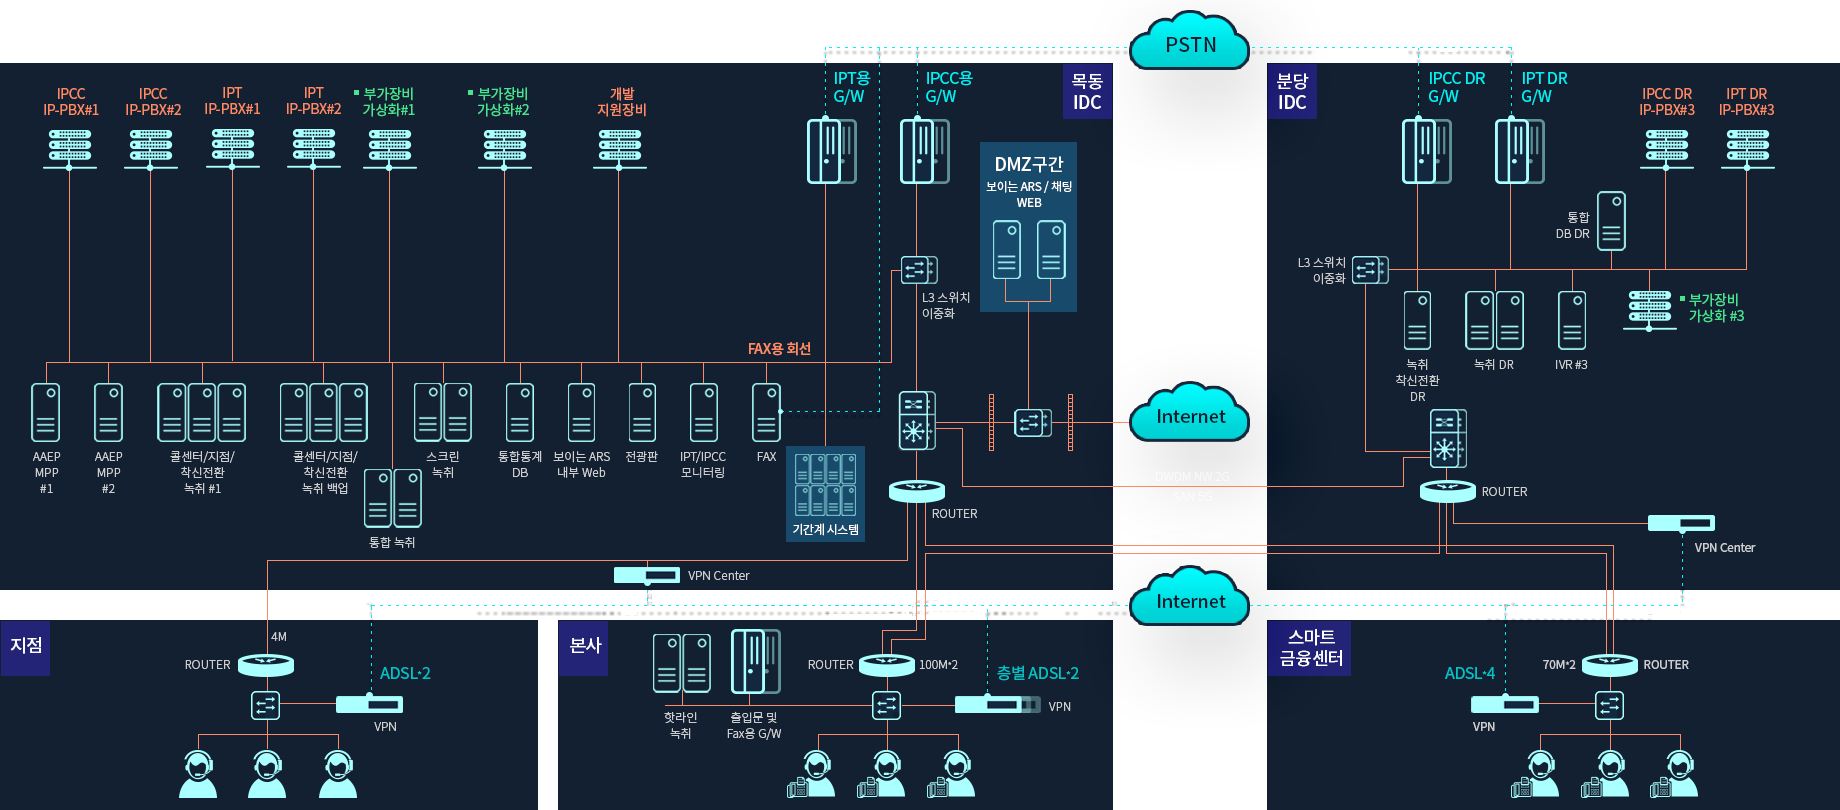 PSTN
목동
IDC
IPCC
IP-PBX#1
IPCC
IP-PBX#2
IPT
IP-PBX#1
IPT
IP-PBX#2
부가장비
가상화#1
부가장비
가상화#2
개발
지원장비
IPT용
G/W
IPCC용
G/W
DMZ구간
보이는 ARS / 채팅
WEB
L3 스위치
이중화
FAX용 회선
AAEP
MPP
#1
AAEP
MPP
#2
콜센터/지점/
착신전환
녹취 #1
콜센터/지점/
착신전환
녹취 백업
통합 녹취
스크린
녹취
통합통계
DB
보이는 ARS
내부 Web
전광판
IPT/IPCC
모니터링
FAX
기간계 시스템
ROUTER
VPN Center
분당
IDC
IPCC DR
G/W
IPT DR
G/W
IPCC DR
IP-PBX#3
IPT DR
IP-PBX#3
통합
DB DR
L3 스위치
이중화
녹취
착신전환
DR
녹취 DR
IVR #3
부가장비
가상화 #3
ROUTER
VPN Center
Internet
CWDM NW 2G
SAN 5G
Internet
지점
4M
ROUTER
ADSL*2
VPN
본사
핫라인
녹취
출입문 및
Fax용 G/W
ROUTER
100M*2
층별 ADSL*2
VPN
스마트
금융센터
ADSL*4
VPN
70M*2
ROUTER